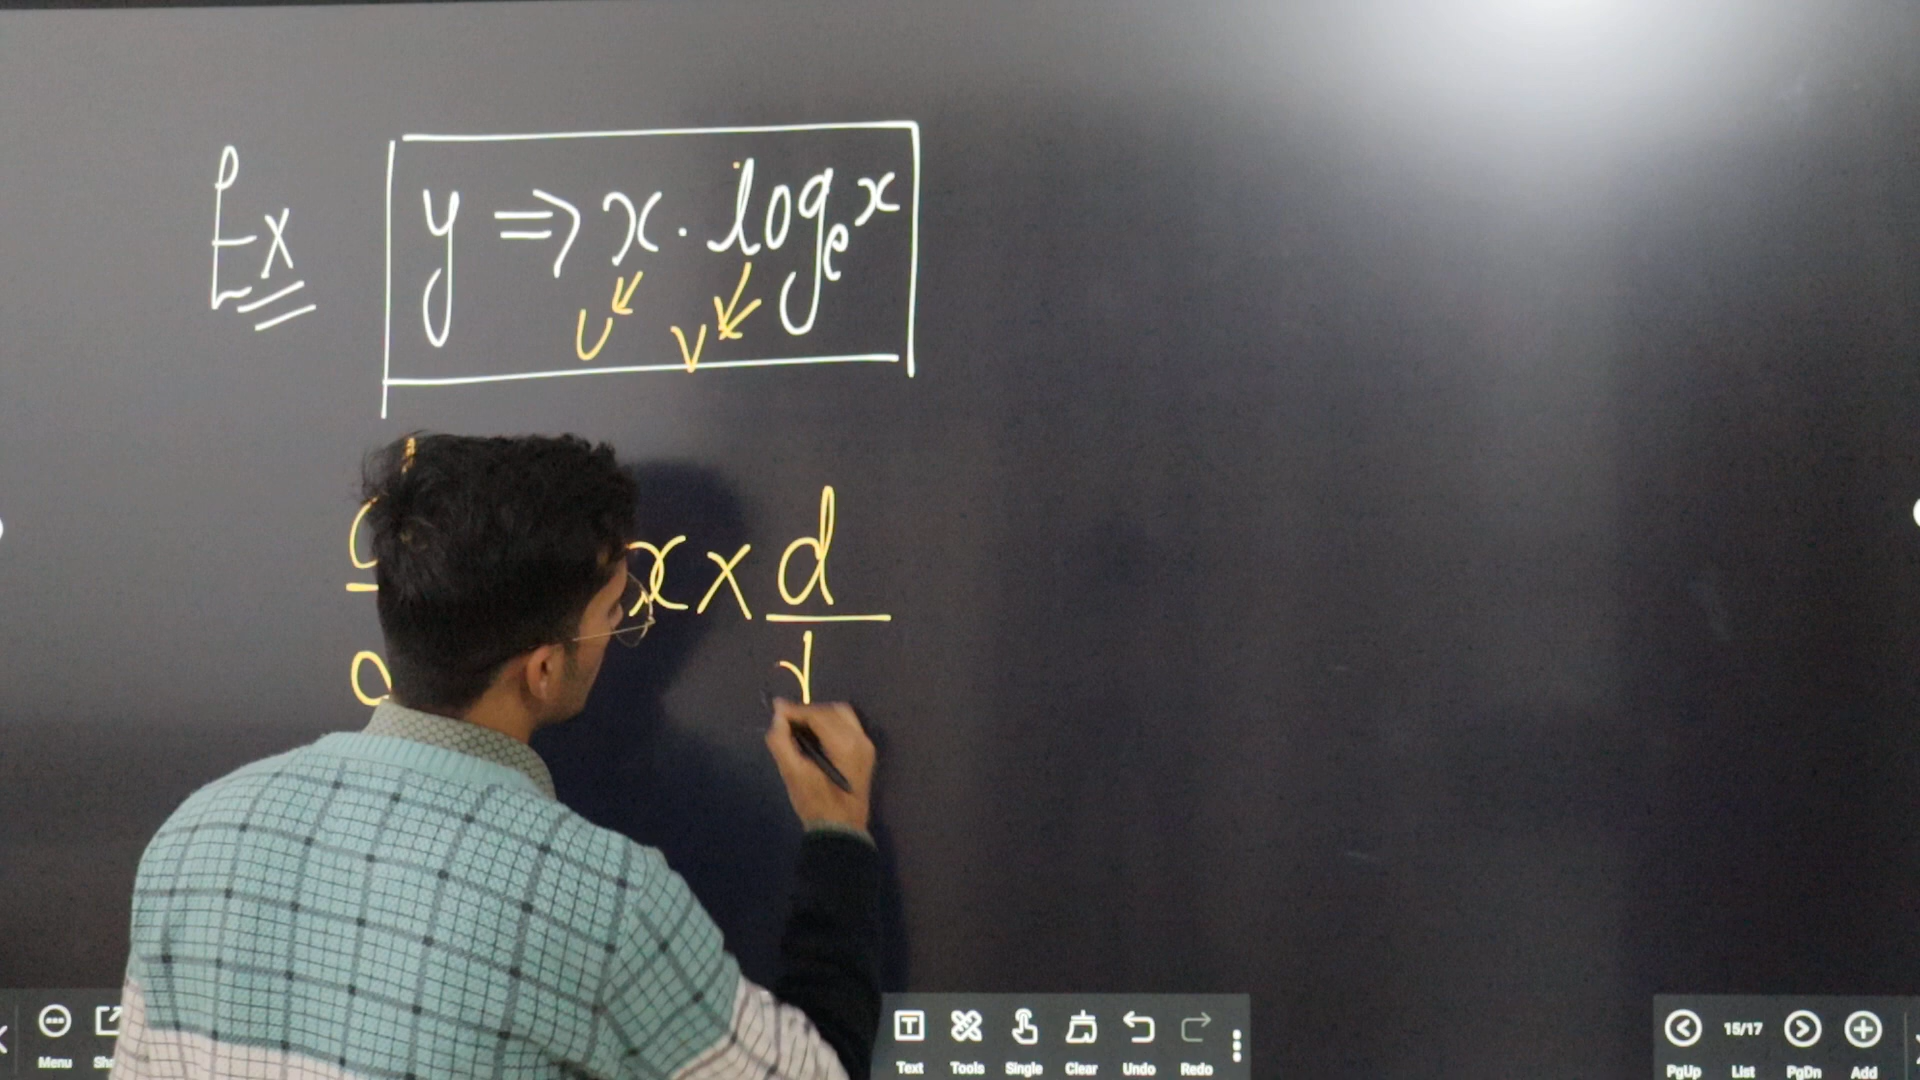 Ex y => x . log_e x
U V
x × d
Menu Text Tools Single Clear Undo Redo 15/17 PgUp List PgDn Add